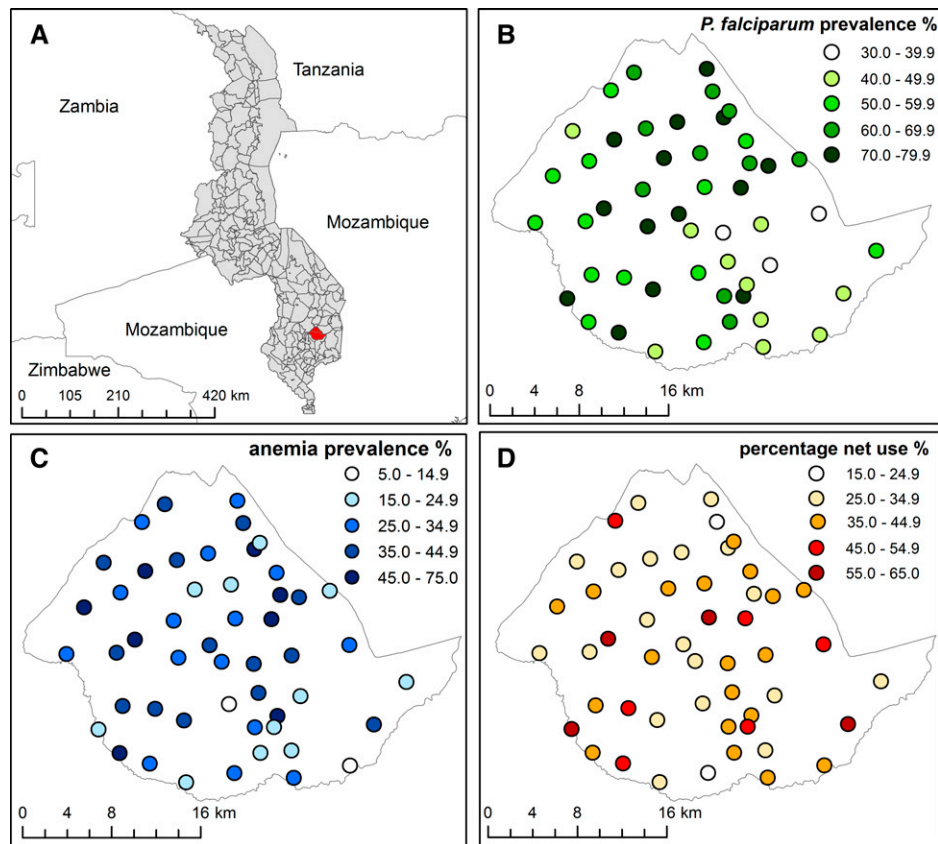 A
Tanzania
Zambia
Mozambique
Mozambique
Zimbabwe
0 105 210 420 km
B
P. falciparum prevalence %
30.0 - 39.9
40.0 - 49.9
50.0 - 59.9
60.0 - 69.9
70.0 -79.9
0 4 8 16 km
C
anemia prevalence %
5.0 - 14.9
15.0 - 24.9
25.0 - 34.9
35.0 - 44.9
45.0 - 75.0
0 4 8 16 km
D
percentage net use %
15.0 - 24.9
25.0 - 34.9
35.0 - 44.9
45.0 - 54.9
55.0 - 65.0
0 4 8 16 km